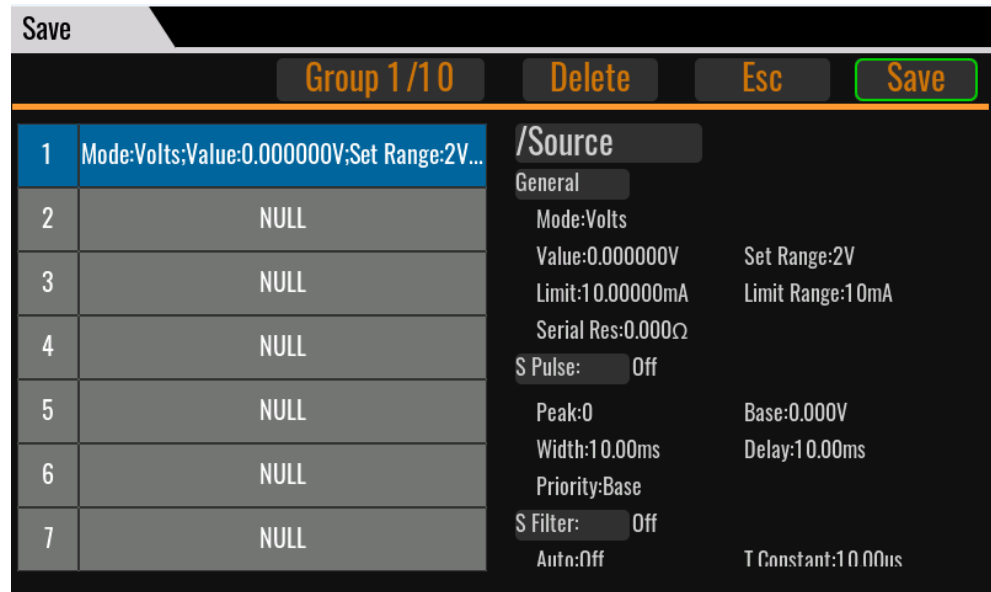 Save
Group 1/10 Delete Esc Save
1 Mode:Volts;Value:0.000000V;Set Range:2V...
2 NULL
3 NULL
4 NULL
5 NULL
6 NULL
7 NULL
/Source
General
Mode:Volts
Value:0.000000V Set Range:2V
Limit:10.00000mA Limit Range:10mA
Serial Res:0.000Ω
S Pulse: Off
Peak:0 Base:0.000V
Width:10.00ms Delay:10.00ms
Priority:Base
S Filter: Off
Auto:Off T Constant:10.00us